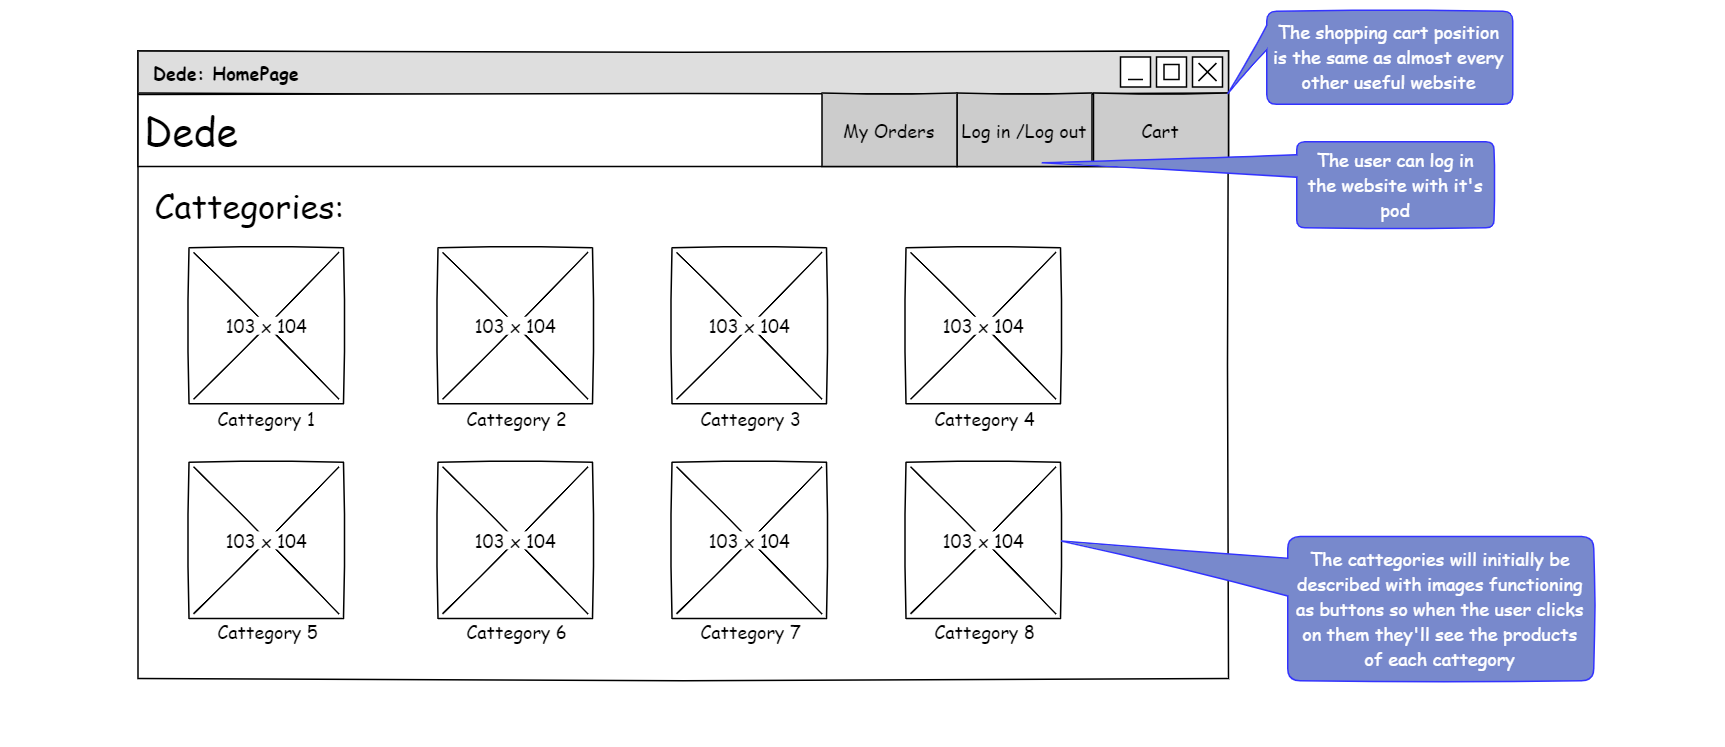 The shopping cart position
is the same as almost every
other useful website
Dede: HomePage
Dede
My Orders
Log in /Log out
Cart
The user can log in
the website with it's
pod
Cattegories:
103 x 104
103 x 104
103 x 104
103 x 104
Cattegory 1
Cattegory 2
Cattegory 3
Cattegory 4
103 x 104
103 x 104
103 x 104
103 x 104
Cattegory 5
Cattegory 6
Cattegory 7
Cattegory 8
The cattegories will initially be
described with images functioning
as buttons so when the user clicks
on them they'll see the products
of each cattegory